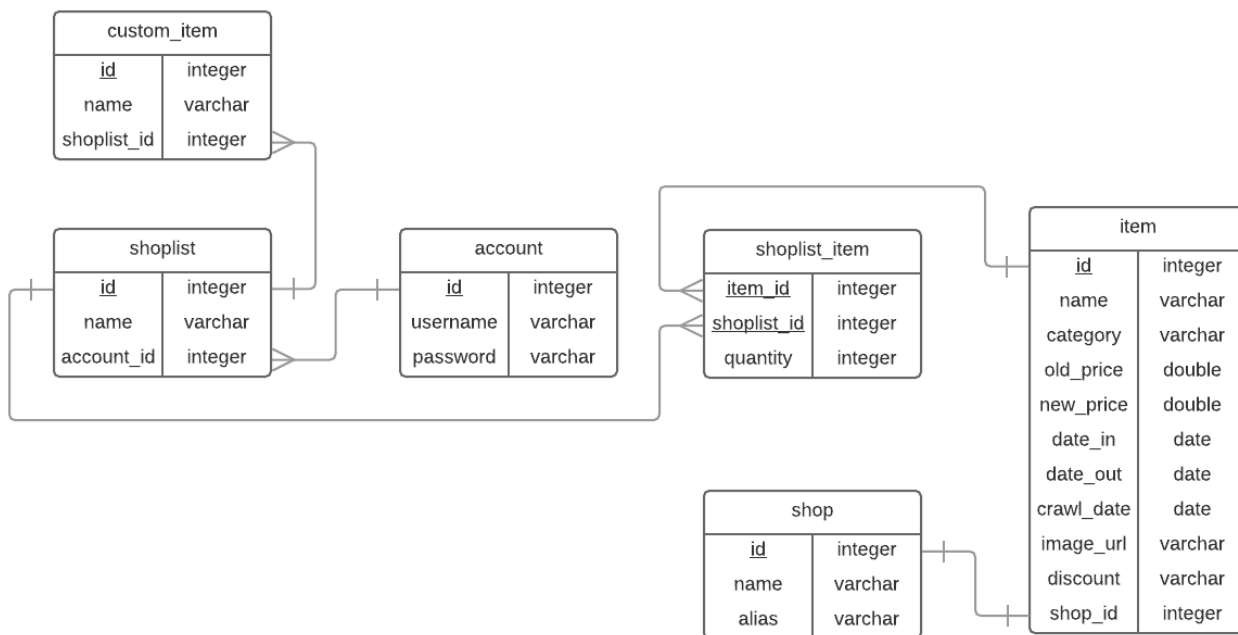 custom_item
id integer
name varchar
shoplist_id integer
shoplist
id integer
name varchar
account_id integer
account
id integer
username varchar
password varchar
shoplist_item
item_id integer
shoplist_id integer
quantity integer
item
id integer
name varchar
category varchar
old_price double
new_price double
date_in date
date_out date
crawl_date date
image_url varchar
discount varchar
shop_id integer
shop
id integer
name varchar
alias varchar